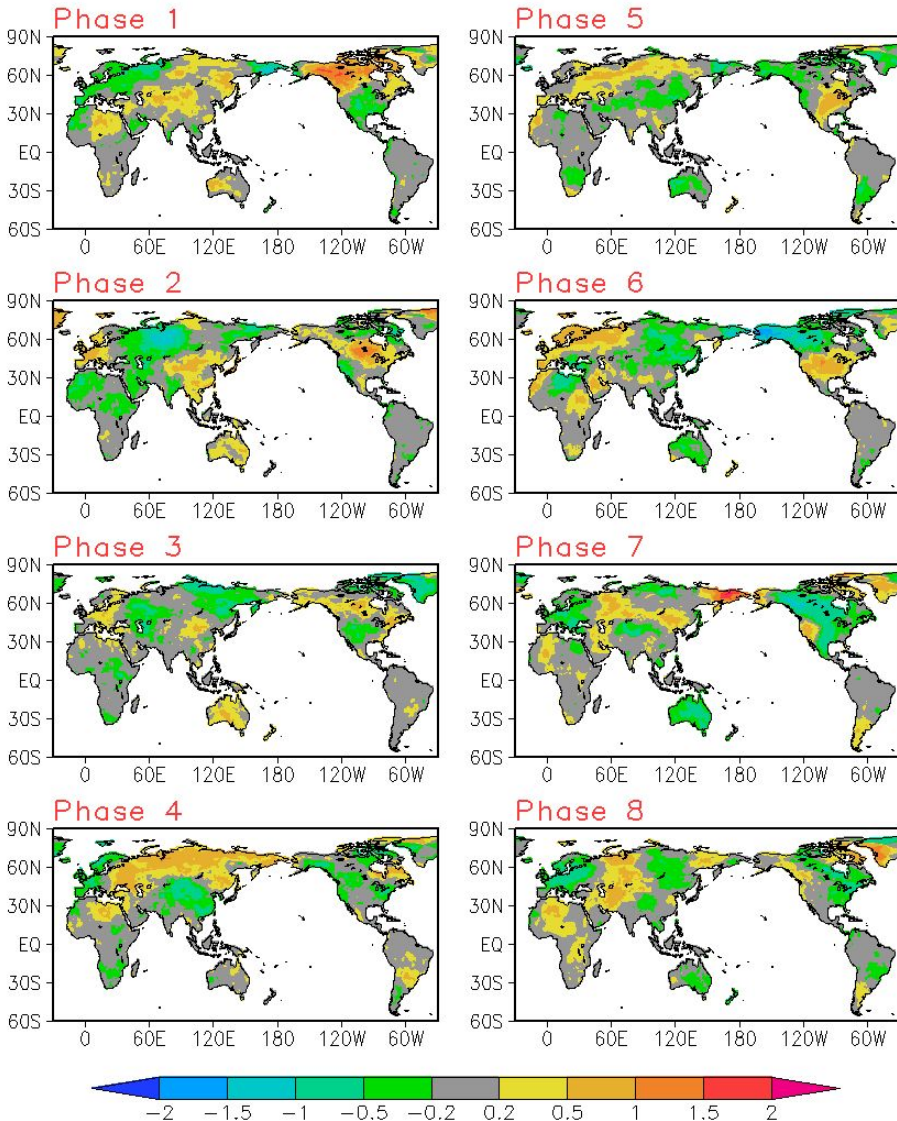 Phase 1
90N
60N
30N
EQ
30S
60S
0 60E 120E 180 120W 60W
Phase 5
90N
60N
30N
EQ
30S
60S
0 60E 120E 180 120W 60W
Phase 2
90N
60N
30N
EQ
30S
60S
0 60E 120E 180 120W 60W
Phase 6
90N
60N
30N
EQ
30S
60S
0 60E 120E 180 120W 60W
Phase 3
90N
60N
30N
EQ
30S
60S
0 60E 120E 180 120W 60W
Phase 7
90N
60N
30N
EQ
30S
60S
0 60E 120E 180 120W 60W
Phase 4
90N
60N
30N
EQ
30S
60S
0 60E 120E 180 120W 60W
Phase 8
90N
60N
30N
EQ
30S
60S
0 60E 120E 180 120W 60W
−2 −1.5 −1 −0.5 −0.2 0.2 0.5 1 1.5 2